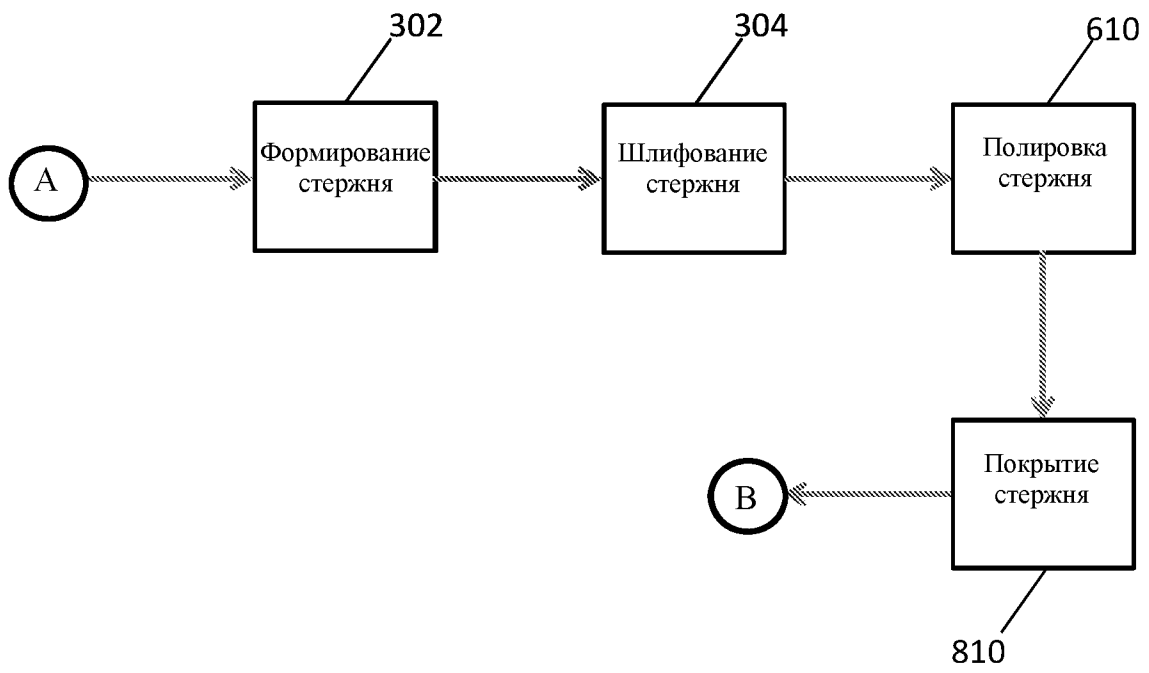 302
304
610
A
Формирование
стержня
Шлифование
стержня
Полировка
стержня
B
Покрытие
стержня
810